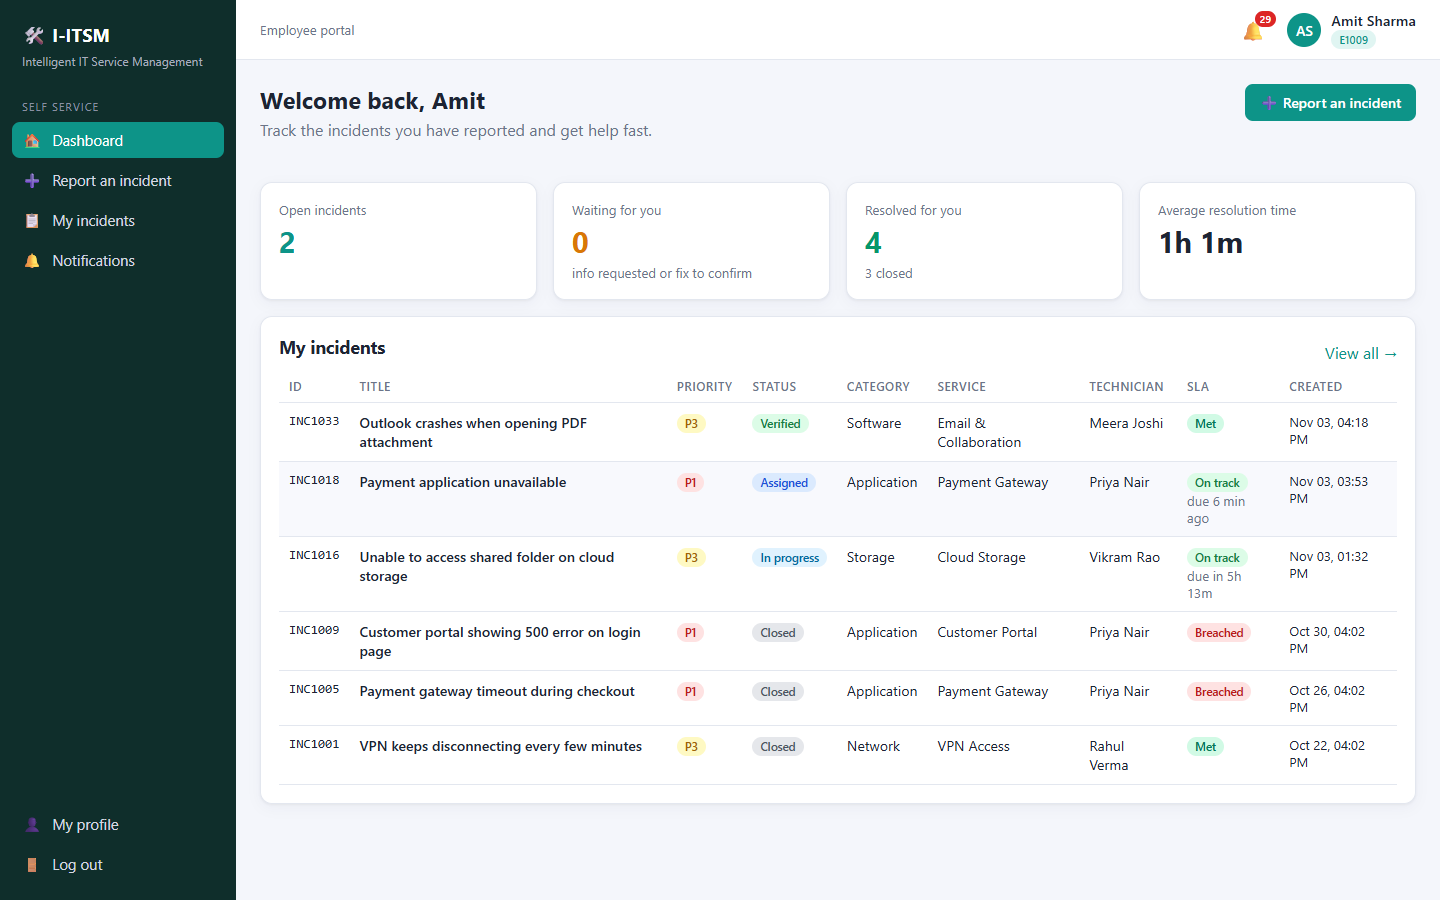 I-ITSM
Intelligent IT Service Management
SELF SERVICE
Dashboard
Report an incident
My incidents
Notifications
My profile
Log out
Employee portal
29
AS
Amit Sharma
E1009
Welcome back, Amit
Track the incidents you have reported and get help fast.
Report an incident
Open incidents
2
Waiting for you
0
info requested or fix to confirm
Resolved for you
4
3 closed
Average resolution time
1h 1m
My incidents
View all →
ID TITLE PRIORITY STATUS CATEGORY SERVICE TECHNICIAN SLA CREATED
INC1033 Outlook crashes when opening PDF P3 Verified Software Email & Meera Joshi Met Nov 03, 04:18
attachment Collaboration PM
INC1018 Payment application unavailable P1 Assigned Application Payment Gateway Priya Nair On track Nov 03, 03:53
due 6 min PM
ago
INC1016 Unable to access shared folder on cloud P3 In progress Storage Cloud Storage Vikram Rao On track Nov 03, 01:32
storage due in 5h PM
13m
INC1009 Customer portal showing 500 error on login P1 Closed Application Customer Portal Priya Nair Breached Oct 30, 04:02
page PM
INC1005 Payment gateway timeout during checkout P1 Closed Application Payment Gateway Priya Nair Breached Oct 26, 04:02
PM
INC1001 VPN keeps disconnecting every few minutes P3 Closed Network VPN Access Rahul Met Oct 22, 04:02
Verma PM